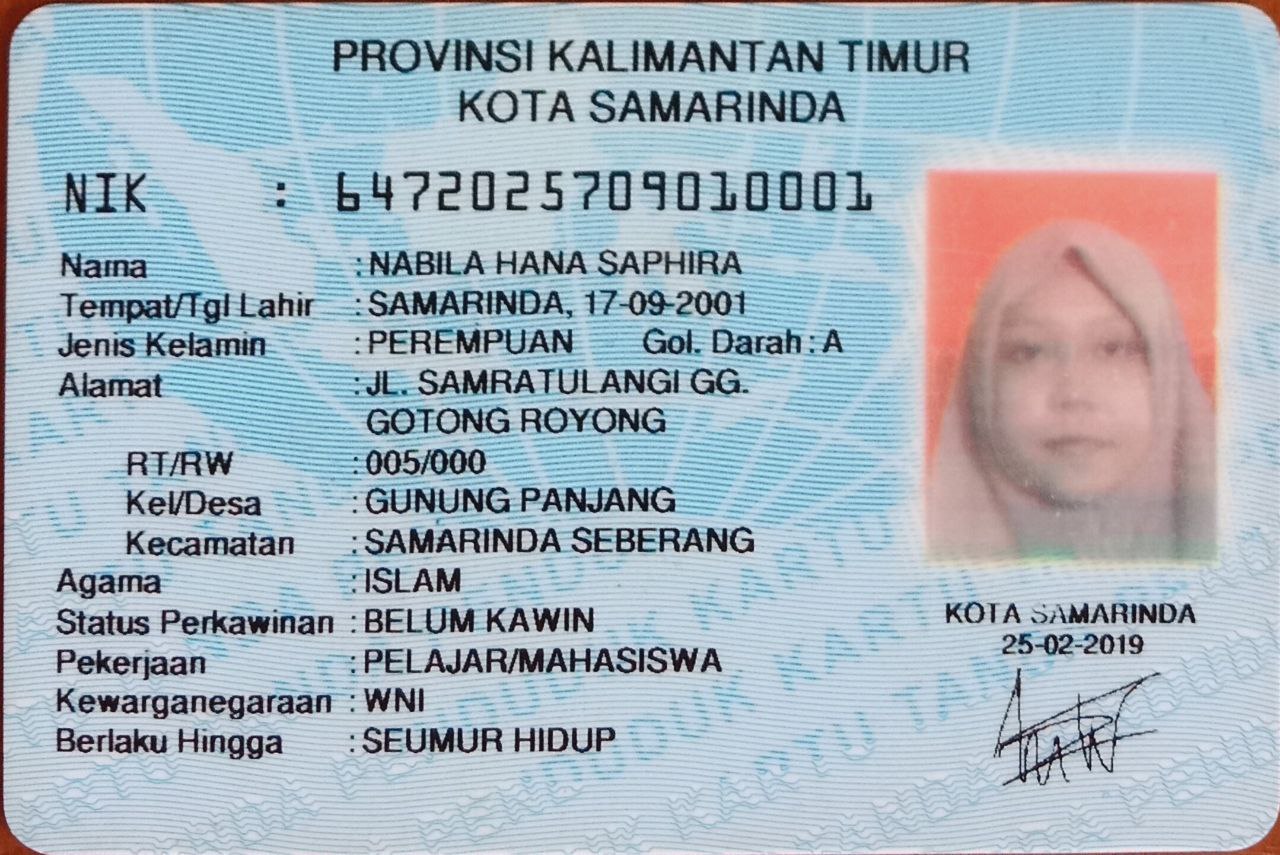 PROVINSI KALIMANTAN TIMUR
KOTA SAMARINDA
NIK : 6472025709010001
Nama : NABILA HANA SAPHIRA
Tempat/Tgl Lahir : SAMARINDA, 17-09-2001
Jenis Kelamin : PEREMPUAN Gol. Darah : A
Alamat : JL. SAMRATULANGI GG.
GOTONG ROYONG
RT/RW : 005/000
Kel/Desa : GUNUNG PANJANG
Kecamatan : SAMARINDA SEBERANG
Agama : ISLAM
Status Perkawinan : BELUM KAWIN
Pekerjaan : PELAJAR/MAHASISWA
Kewarganegaraan : WNI
Berlaku Hingga : SEUMUR HIDUP
KOTA SAMARINDA
25-02-2019